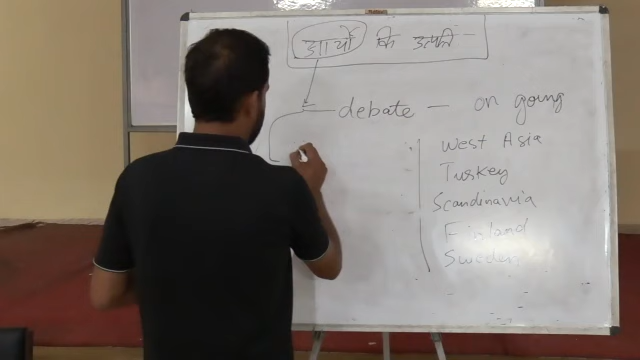 आर्यो कि उत्पत्ति
debate — on going
West Asia
Turkey
Scandinavia
Finland
Sweden